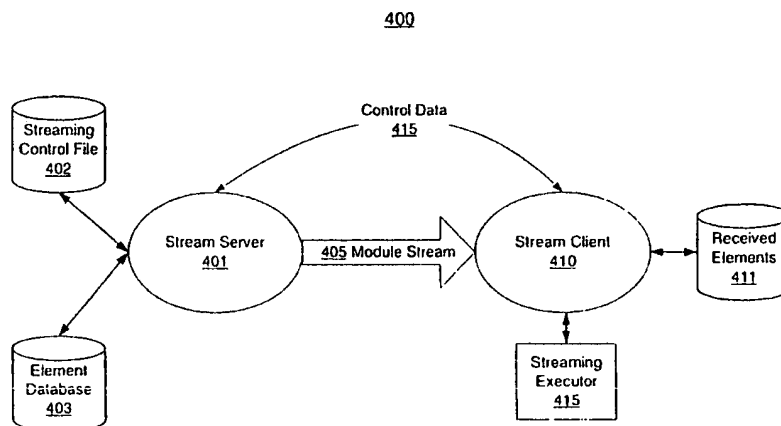 400
Streaming
Control File
402
Control Data
415
Stream Server
401
405 Module Stream
Stream Client
410
Received
Elements
411
Element
Database
403
Streaming
Executor
415